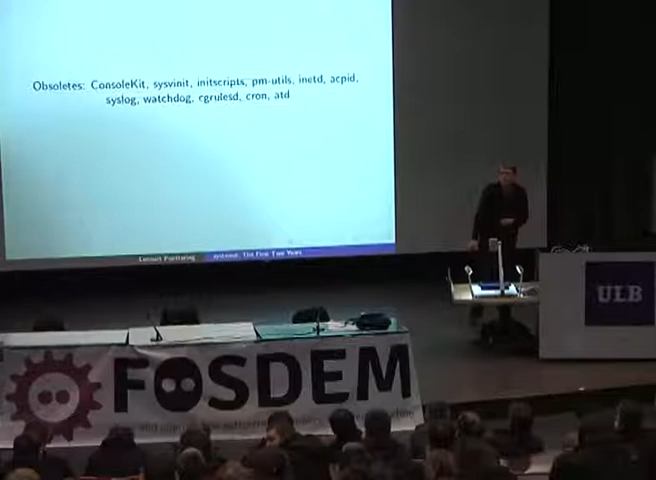 Obsoletes: ConsoleKit, sysvinit, initscripts, pm-utils, inetd, acpid,
syslog, watchdog, cgrulesd, cron, atd
Lennart Poettering
systemd: The First Two Years
ULB
FOSDEM